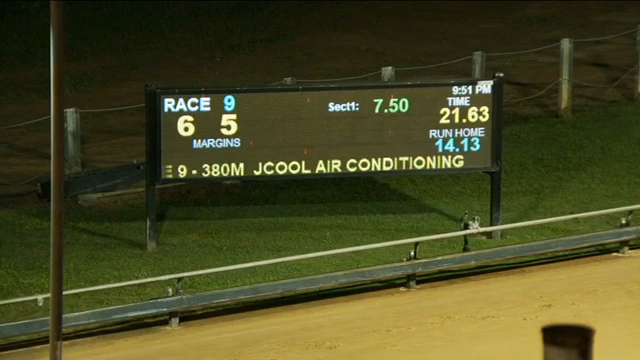 9:51 PM
RACE 9 Sect1: 7.50 TIME
6 5 21.63
MARGINS RUN HOME
14.13
9 - 380M JCOOL AIR CONDITIONING